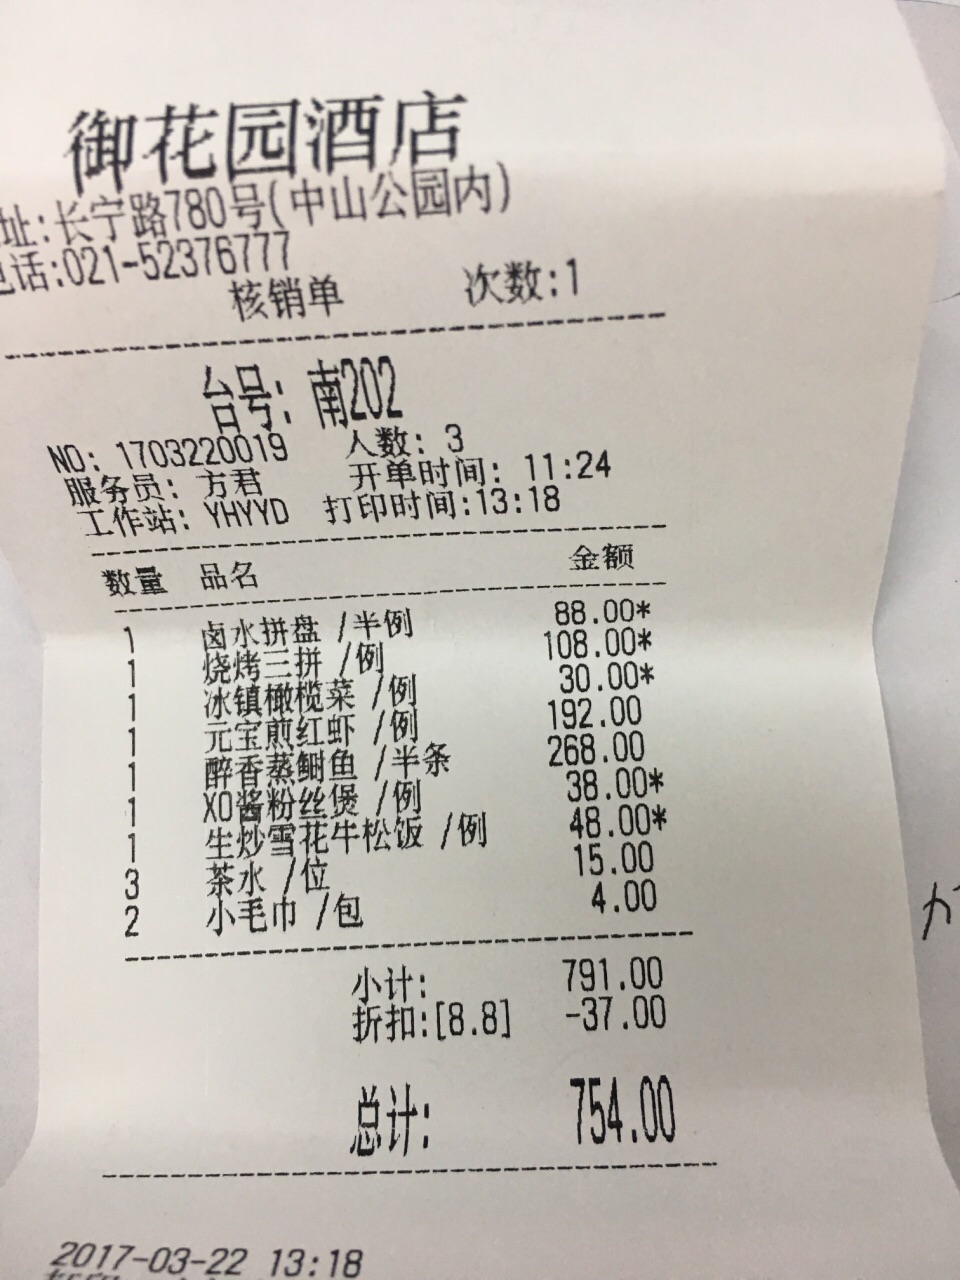 御花园酒店
址:长宁路780号(中山公园内)
电话:021-52376777
核销单 次数:1
台号: 南202
NO: 1703220019 人数: 3
服务员: 方君 开单时间: 11:24
工作站: YHYYD 打印时间:13:18
数量 品名 金额
1 卤水拼盘 /半例 88.00*
1 烧烤三拼 /例 108.00*
1 冰镇橄榄菜 /例 30.00*
1 元宝煎红虾 /例 192.00
1 醉香蒸鲥鱼 /半条 268.00
1 XO酱粉丝煲 /例 38.00*
1 生炒雪花牛松饭 /例 48.00*
3 茶水 /位 15.00
2 小毛巾 /包 4.00
小计: 791.00
折扣:[8.8] -37.00
总计: 754.00
2017-03-22 13:18